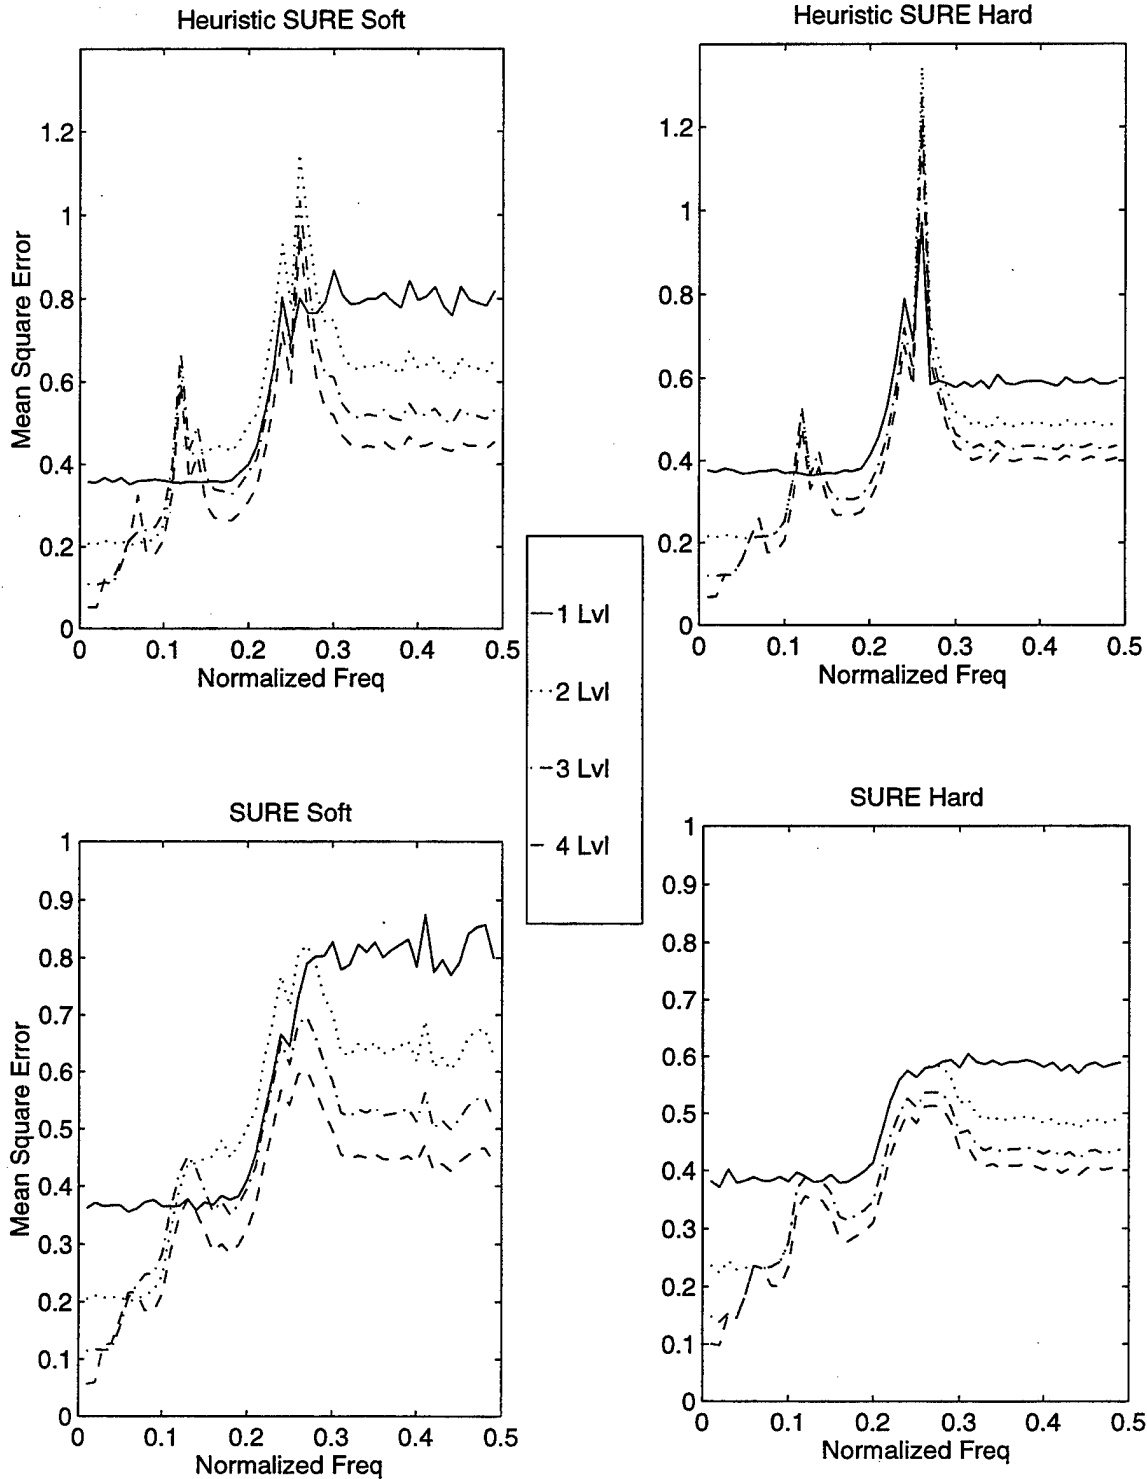 Heuristic SURE Soft
Mean Square Error
1.2
1
0.8
0.6
0.4
0.2
0
0 0.1 0.2 0.3 0.4 0.5
Normalized Freq
Heuristic SURE Hard
1.2
1
0.8
0.6
0.4
0.2
0
0 0.1 0.2 0.3 0.4 0.5
Normalized Freq
1 Lvl
2 Lvl
3 Lvl
4 Lvl
SURE Soft
Mean Square Error
1
0.9
0.8
0.7
0.6
0.5
0.4
0.3
0.2
0.1
0
0 0.1 0.2 0.3 0.4 0.5
Normalized Freq
SURE Hard
1
0.9
0.8
0.7
0.6
0.5
0.4
0.3
0.2
0.1
0
0 0.1 0.2 0.3 0.4 0.5
Normalized Freq